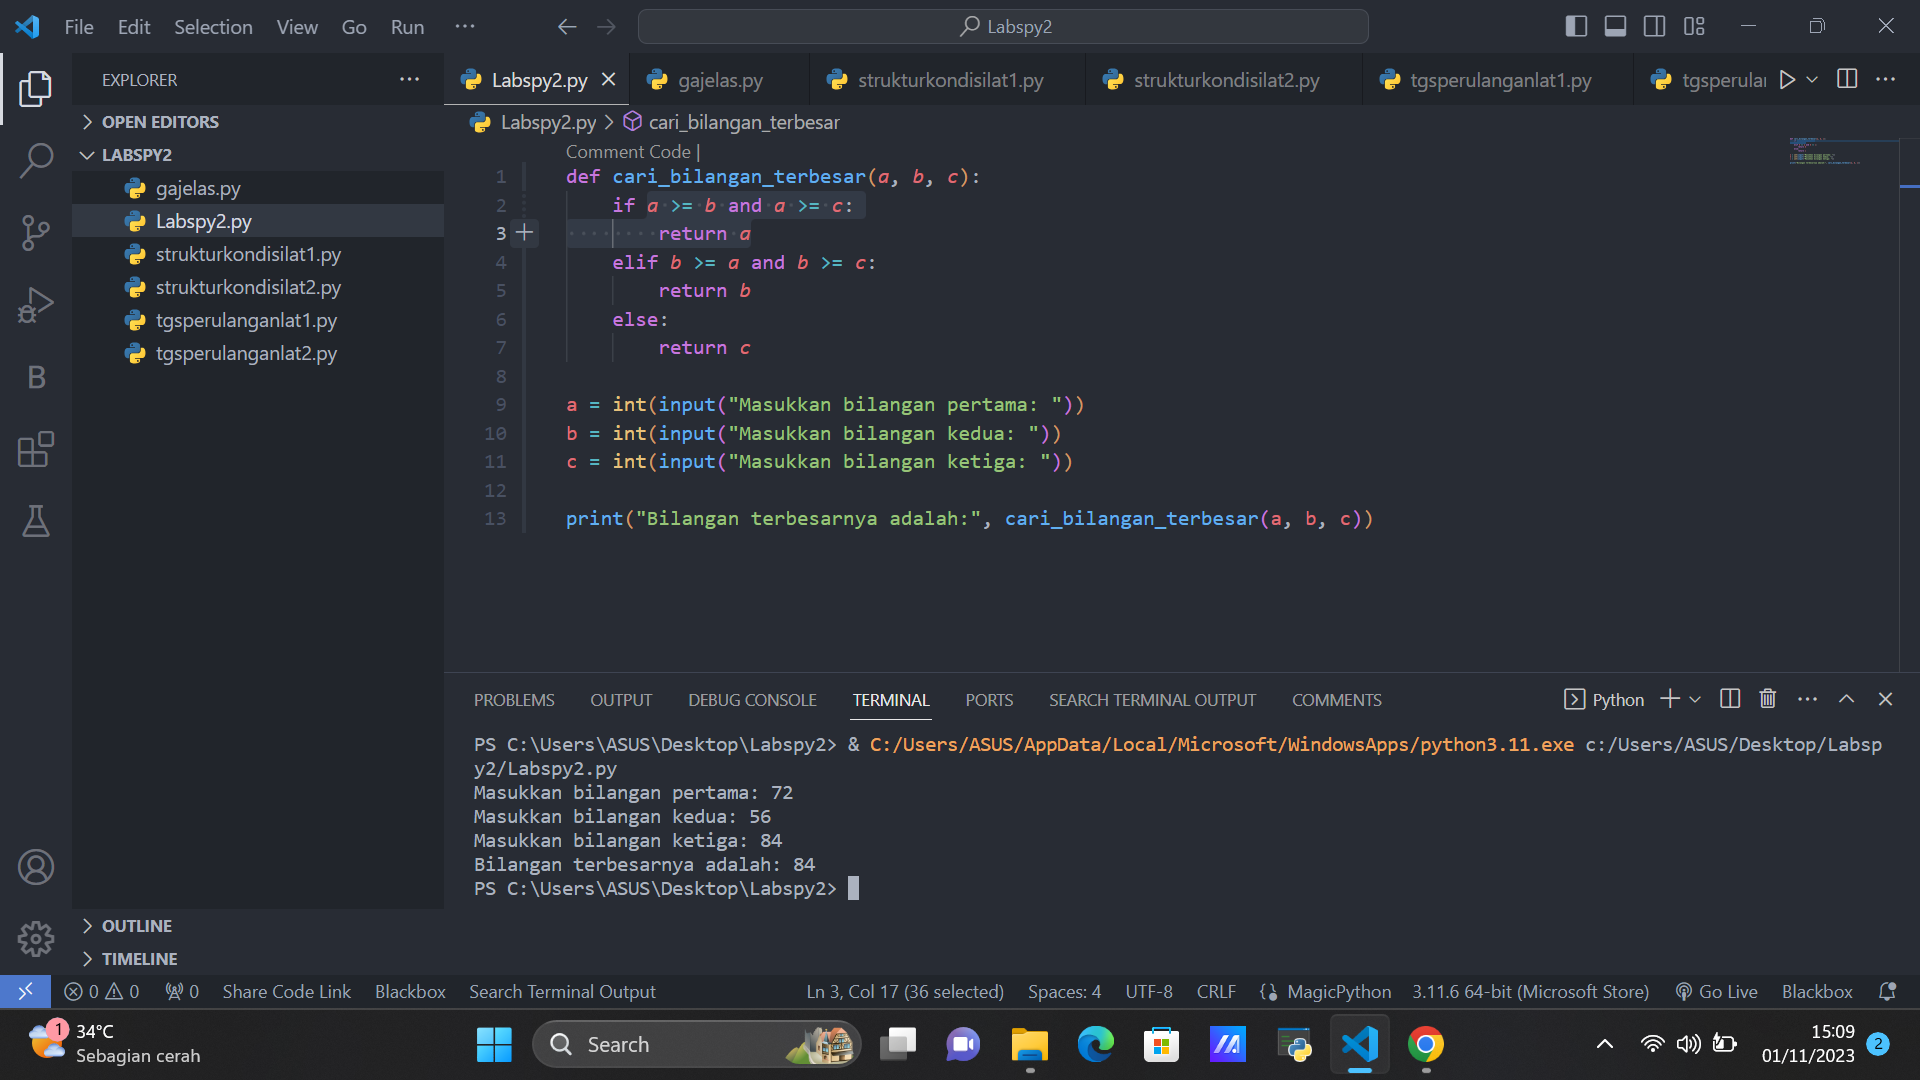 File Edit Selection View Go Run ···
Labspy2
EXPLORER
OPEN EDITORS
LABSPY2
gajelas.py
Labspy2.py
strukturkondisilat1.py
strukturkondisilat2.py
tgsperulanganlat1.py
tgsperulanganlat2.py
OUTLINE
TIMELINE
Labspy2.py gajelas.py strukturkondisilat1.py strukturkondisilat2.py tgsperulanganlat1.py tgsperula
Labspy2.py > cari_bilangan_terbesar
Comment Code |
1 def cari_bilangan_terbesar(a, b, c):
2     if a >= b and a >= c:
3         return a
4     elif b >= a and b >= c:
5         return b
6     else:
7         return c
8
9 a = int(input("Masukkan bilangan pertama: "))
10 b = int(input("Masukkan bilangan kedua: "))
11 c = int(input("Masukkan bilangan ketiga: "))
12
13 print("Bilangan terbesarnya adalah:", cari_bilangan_terbesar(a, b, c))
PROBLEMS OUTPUT DEBUG CONSOLE TERMINAL PORTS SEARCH TERMINAL OUTPUT COMMENTS Python
PS C:\Users\ASUS\Desktop\Labspy2> & C:/Users/ASUS/AppData/Local/Microsoft/WindowsApps/python3.11.exe c:/Users/ASUS/Desktop/Labsp
y2/Labspy2.py
Masukkan bilangan pertama: 72
Masukkan bilangan kedua: 56
Masukkan bilangan ketiga: 84
Bilangan terbesarnya adalah: 84
PS C:\Users\ASUS\Desktop\Labspy2>
0 0 0 Share Code Link Blackbox Search Terminal Output Ln 3, Col 17 (36 selected) Spaces: 4 UTF-8 CRLF MagicPython 3.11.6 64-bit (Microsoft Store) Go Live Blackbox
1 34°C
Sebagian cerah
Search
15:09
01/11/2023
2